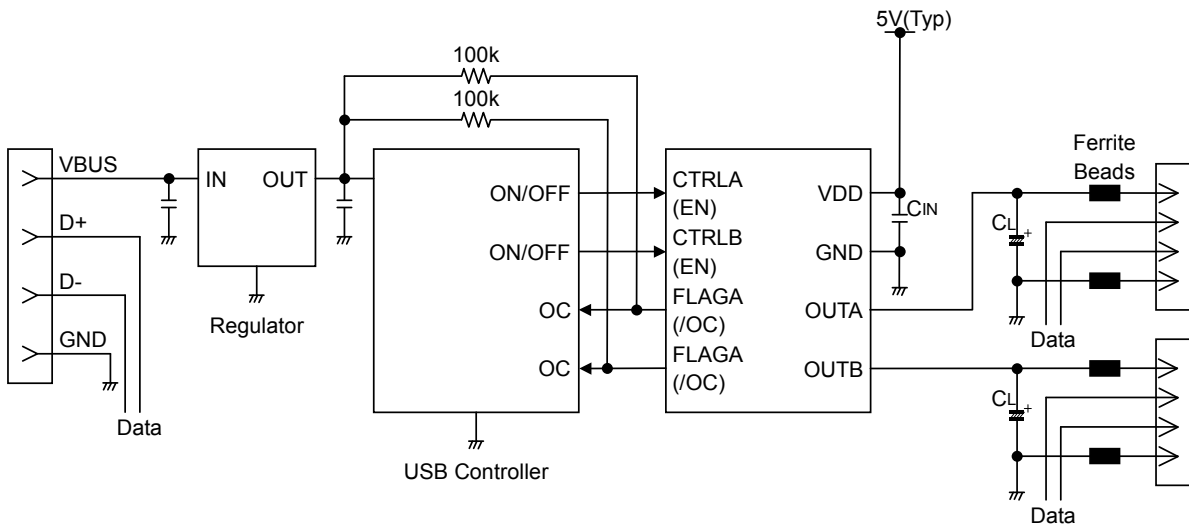 5V(Typ)
100k
100k
VBUS
D+
D-
GND
Data
IN
OUT
Regulator
ON/OFF
ON/OFF
OC
OC
USB Controller
CTRLA
(EN)
CTRLB
(EN)
FLAGA
(/OC)
FLAGA
(/OC)
VDD
GND
OUTA
OUTB
CIN
Ferrite
Beads
CL
+
Data
CL
+
Data